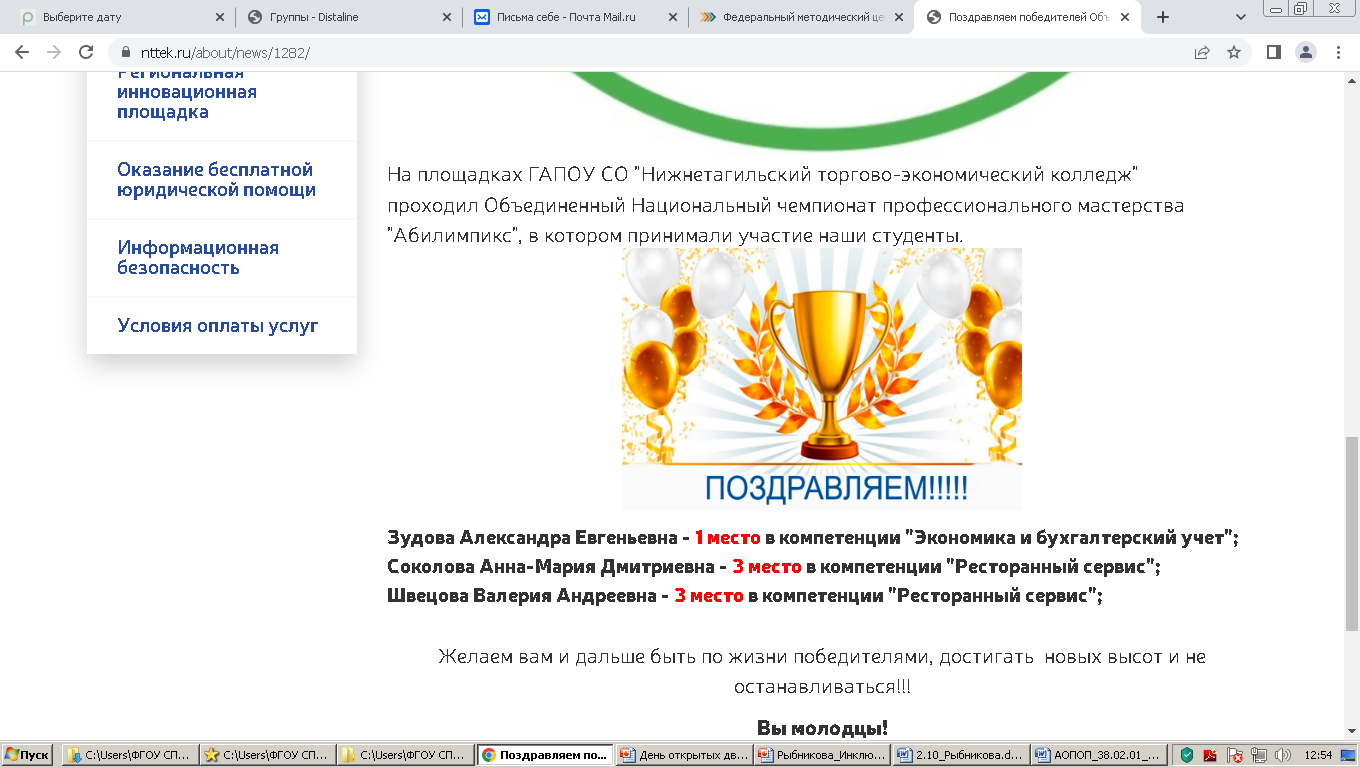 Выберите дату
Группы - Distaline
Письма себе - Почта Mail.ru
Федеральный методический це
Поздравляем победителей Объ
nttek.ru/about/news/1282/
Региональная
инновационная
площадка
Оказание бесплатной
юридической помощи
Информационная
безопасность
Условия оплаты услуг
На площадках ГАПОУ СО "Нижнетагильский торгово-экономический колледж"
проходил Объединенный Национальный чемпионат профессионального мастерства
"Абилимпикс", в котором принимали участие наши студенты.
ПОЗДРАВЛЯЕМ!!!!!
Зудова Александра Евгеньевна - 1 место в компетенции "Экономика и бухгалтерский учет";
Соколова Анна-Мария Дмитриевна - 3 место в компетенции "Ресторанный сервис";
Швецова Валерия Андреевна - 3 место в компетенции "Ресторанный сервис";
Желаем вам и дальше быть по жизни победителями, достигать новых высот и не
останавливаться!!!
Вы молодцы!
Пуск
C:\Users\ФГОУ СП...
C:\Users\ФГОУ СП...
C:\Users\ФГОУ СП...
Поздравляем по...
День открытых дв...
Рыбникова_Инклю...
2.10_Рыбникова.d...
АОПОП_38.02.01_...
12:54